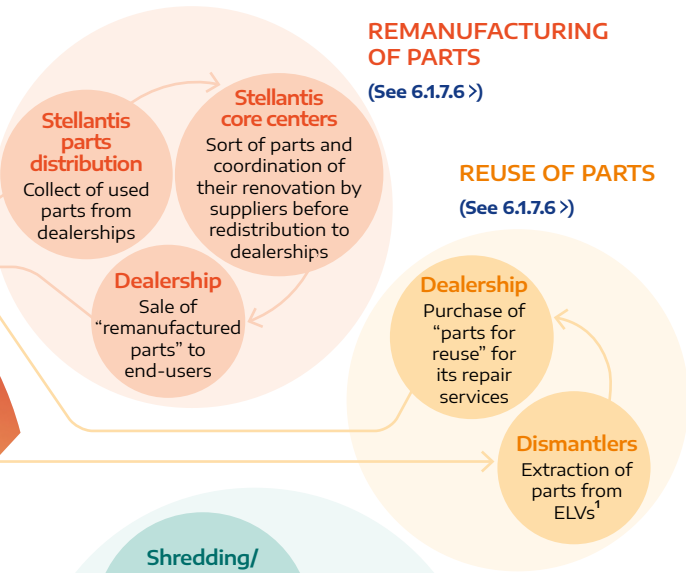 REMANUFACTURING
OF PARTS
(See 6.1.7.6 >)
Stellantis
parts
distribution
Collect of used
parts from
dealerships
Stellantis
core centers
Sort of parts and
coordination of
their renovation by
suppliers before
redistribution to
dealerships
Dealership
Sale of
“remanufactured
parts” to
end-users
REUSE OF PARTS
(See 6.1.7.6 >)
Dealership
Purchase of
“parts for
reuse” for
its repair
services
Dismantlers
Extraction of
parts from
ELVs¹
Shredding/